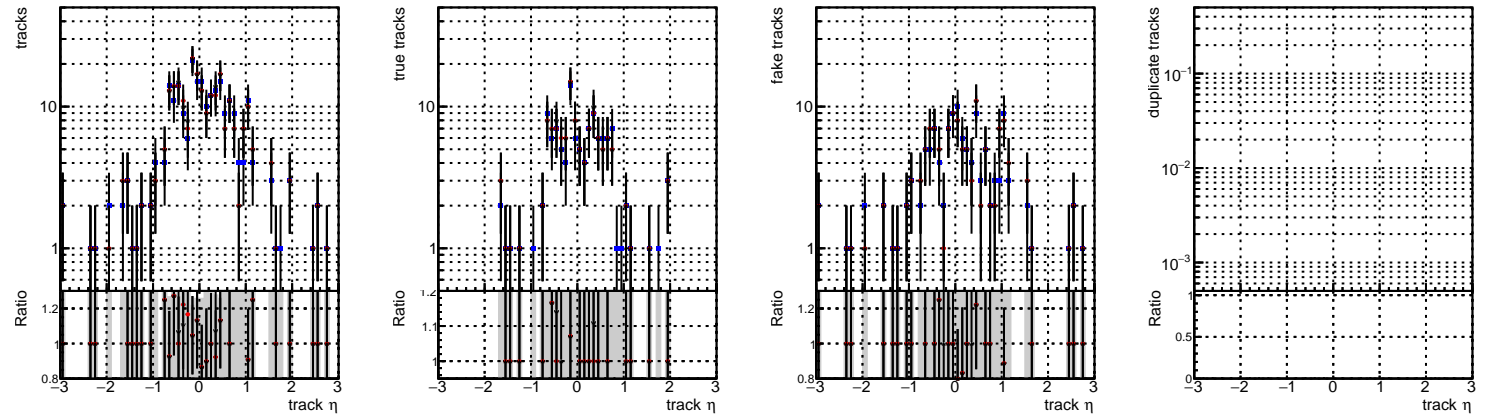 tracks
10
1
Ratio
1.2
1
0.8
−3 −2 −1 0 1 2 3
track η
true tracks
10
1
Ratio
1.2
1.1
1
−3 −2 −1 0 1 2 3
track η
fake tracks
10
1
Ratio
1.2
1
0.8
−3 −2 −1 0 1 2 3
track η
duplicate tracks
10⁻¹
10⁻²
10⁻³
Ratio
1
0.5
0
−3 −2 −1 0 1 2 3
track η